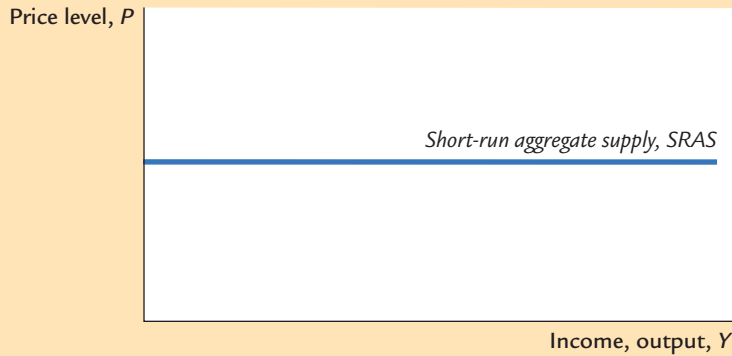 Price level, P
Short-run aggregate supply, SRAS
Income, output, Y